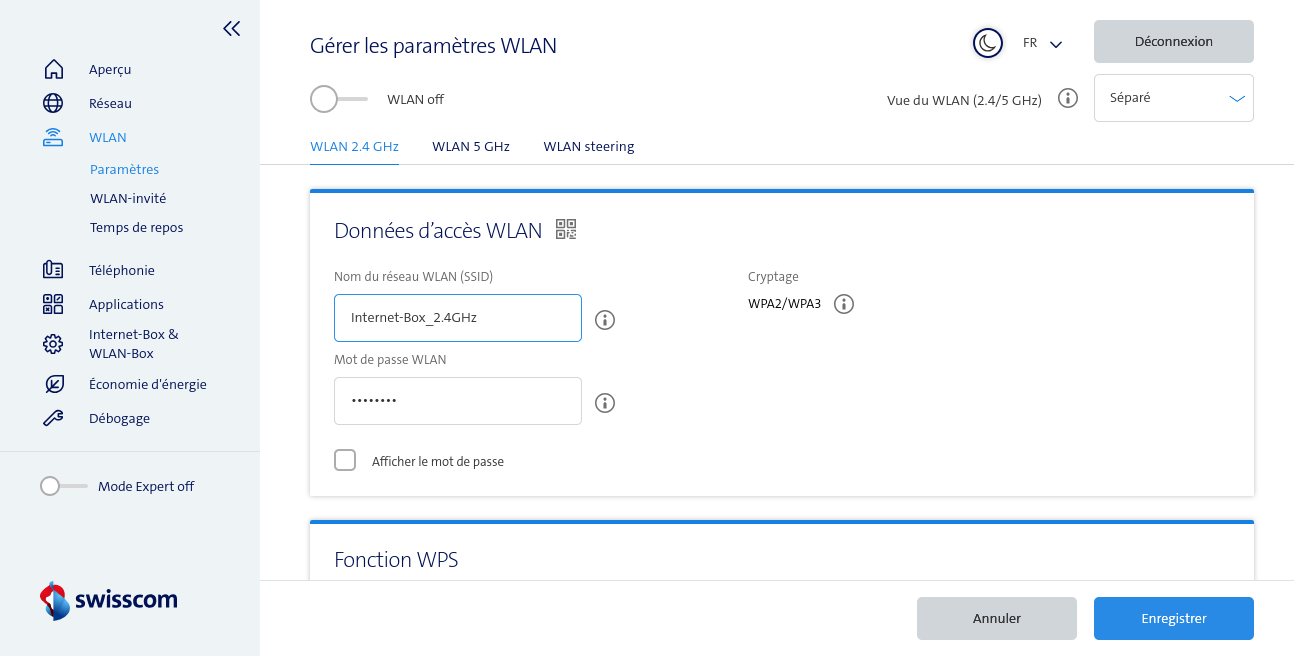 Aperçu
Réseau
WLAN
Paramètres
WLAN-invité
Temps de repos
Téléphonie
Applications
Internet-Box &
WLAN-Box
Économie d'énergie
Débogage
Mode Expert off
swisscom
Gérer les paramètres WLAN
FR
Déconnexion
WLAN off
Vue du WLAN (2.4/5 GHz)
Séparé
WLAN 2.4 GHz
WLAN 5 GHz
WLAN steering
Données d’accès WLAN
Nom du réseau WLAN (SSID)
Internet-Box_2.4GHz
Cryptage
WPA2/WPA3
Mot de passe WLAN
••••••••
Afficher le mot de passe
Fonction WPS
Annuler
Enregistrer